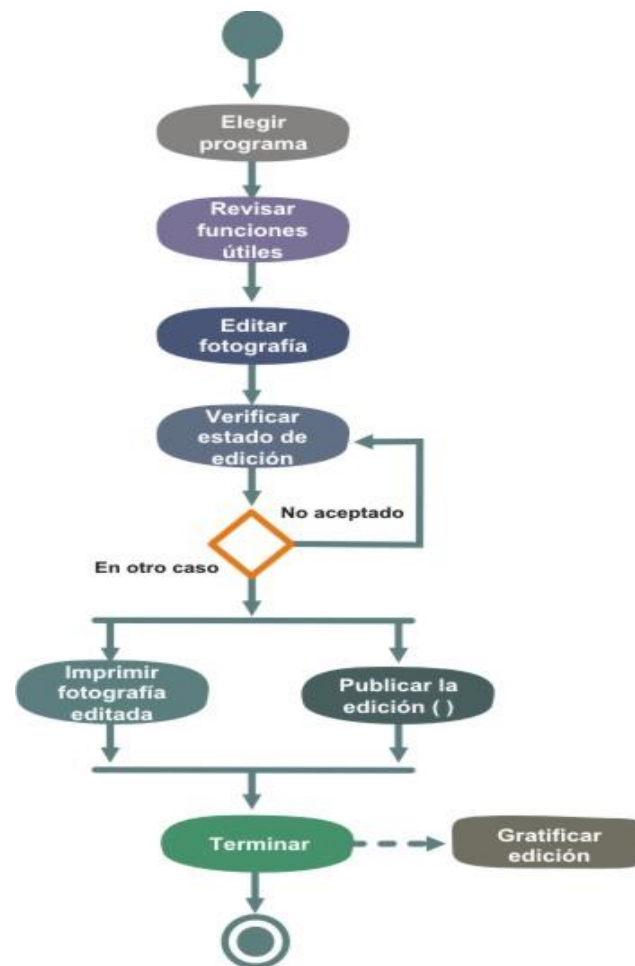 Elegir
programa
Revisar
funciones
útiles
Editar
fotografía
Verificar
estado de
edición
No aceptado
En otro caso
Imprimir
fotografía
editada
Publicar la
edición ( )
Terminar
Gratificar
edición